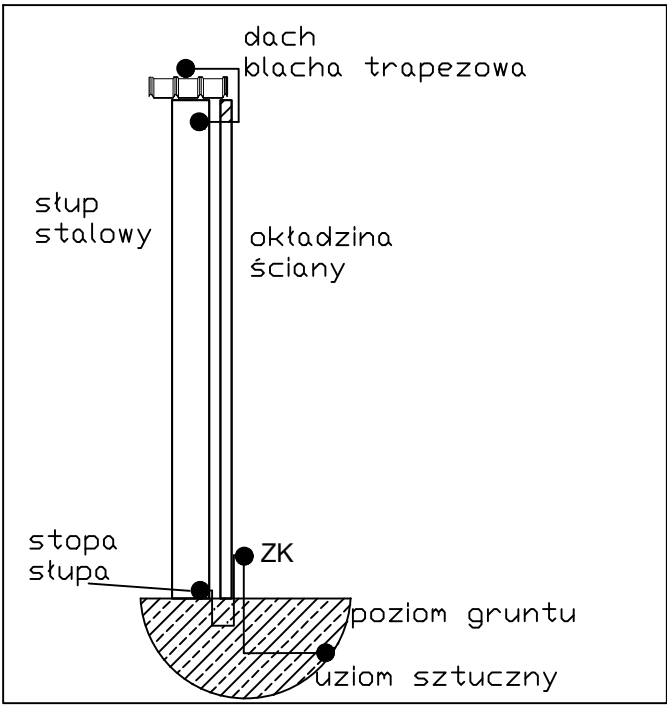 dach
blacha trapezowa
słup
stalowy
okładzina
ściany
stopa
słupa
ZK
poziom gruntu
uziom sztuczny